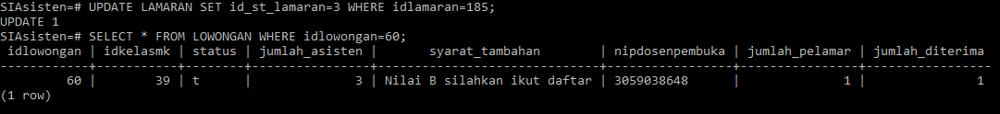 SIAsisten=# UPDATE LAMARAN SET id_st_lamaran=3 WHERE idlamaran=185;
UPDATE 1
SIAsisten=# SELECT * FROM LOWONGAN WHERE idlowongan=60;
 idlowongan | idkelasmk | status | jumlah_asisten |       syarat_tambahan        | nipdosenpembuka | jumlah_pelamar | jumlah_diterima
------------+-----------+--------+----------------+------------------------------+-----------------+----------------+-----------------
         60 |        39 | t      |              3 | Nilai B silahkan ikut daftar | 3059038648      |              1 |               1
(1 row)